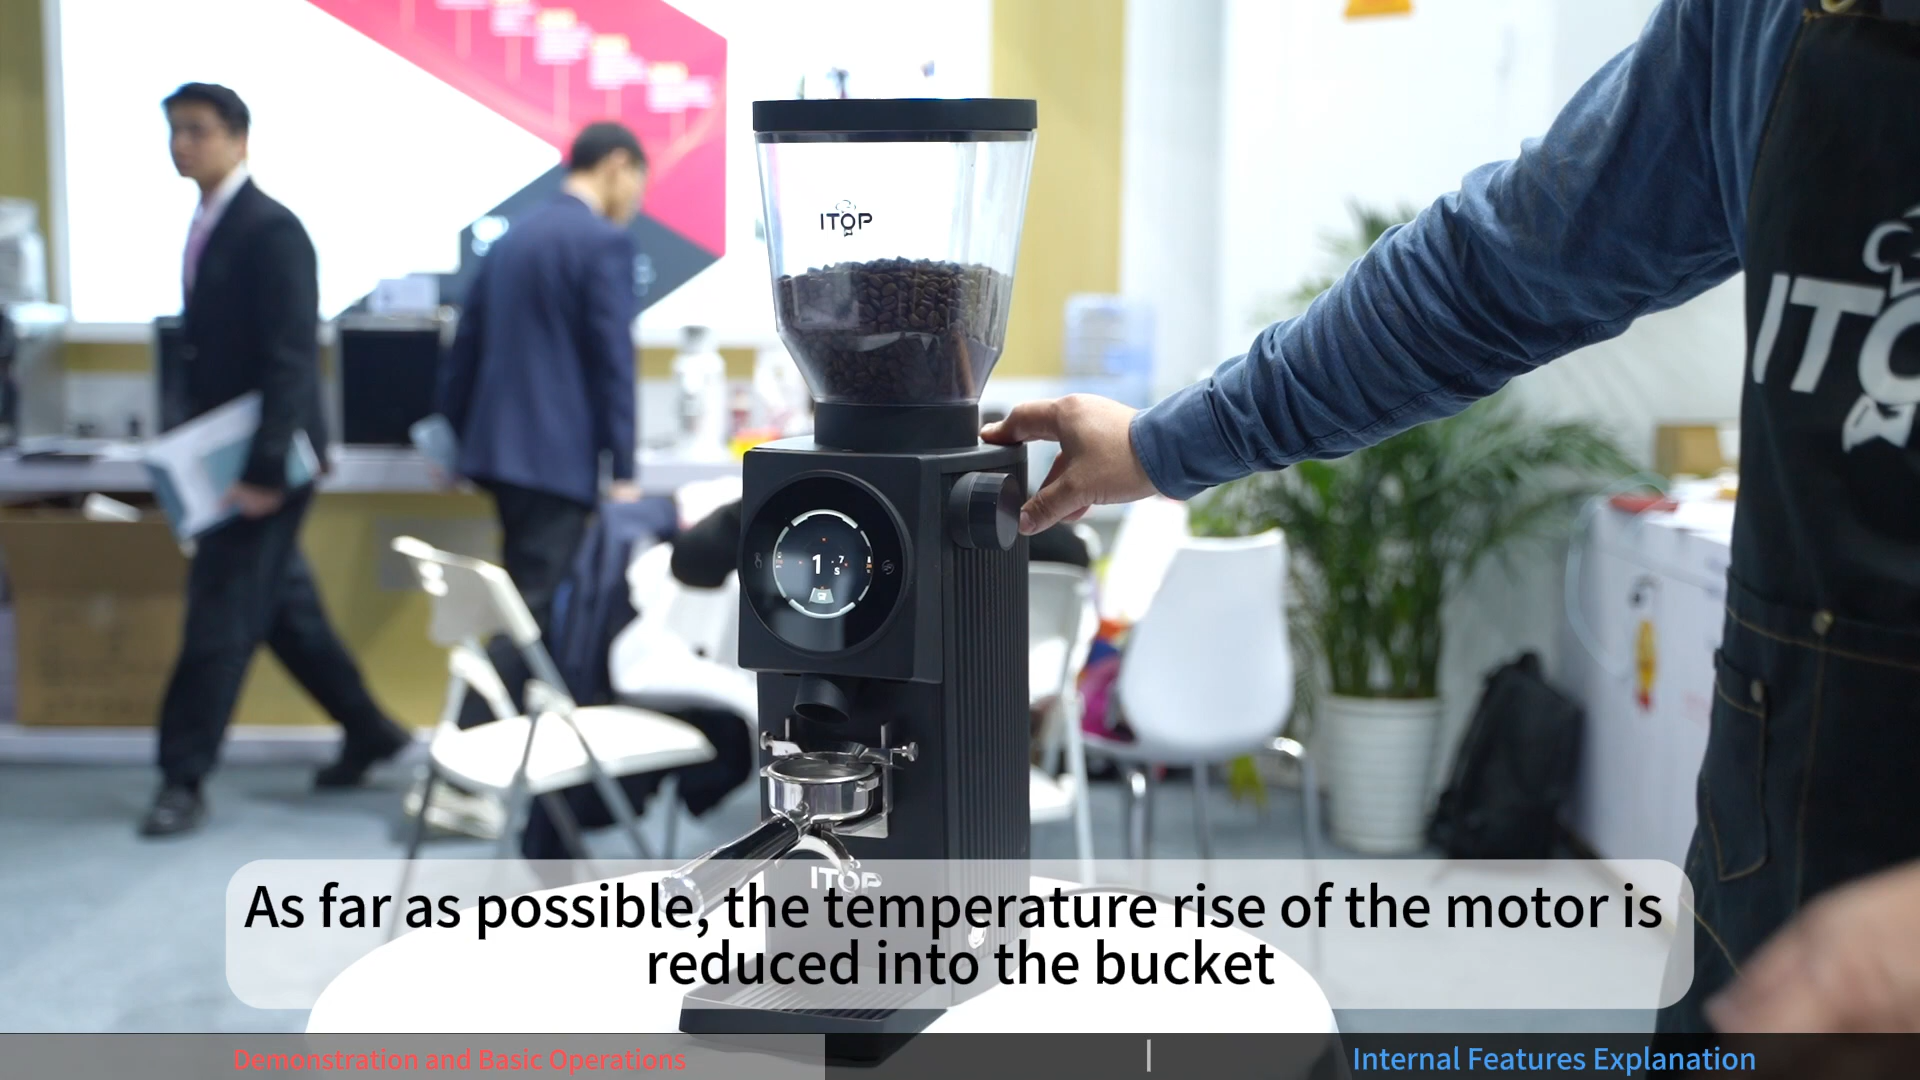 ITOP
ITO
1.7
S
ITOP
As far as possible, the temperature rise of the motor is
reduced into the bucket
Demonstration and Basic Operations
Internal Features Explanation